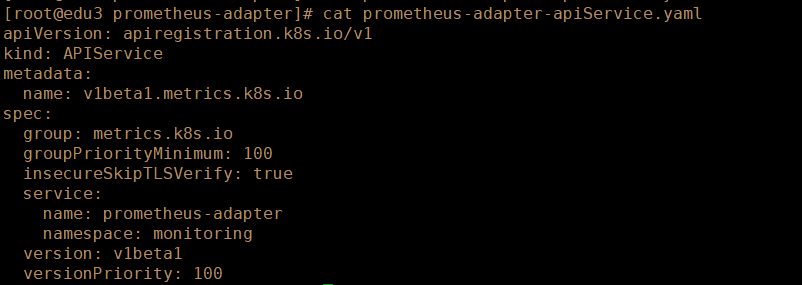 [root@edu3 prometheus-adapter]# cat prometheus-adapter-apiService.yaml
apiVersion: apiregistration.k8s.io/v1
kind: APIService
metadata:
  name: v1beta1.metrics.k8s.io
spec:
  group: metrics.k8s.io
  groupPriorityMinimum: 100
  insecureSkipTLSVerify: true
  service:
    name: prometheus-adapter
    namespace: monitoring
  version: v1beta1
  versionPriority: 100